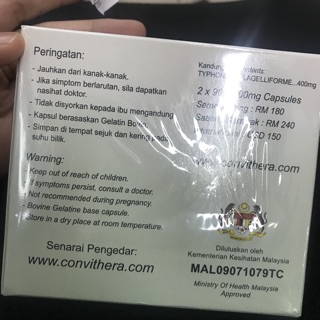 Peringatan:
- Jauhkan dari kanak-kanak.
- Jika simptom berlarutan, sila dapatkan
nasihat doktor.
- Tidak disyorkan kepada ibu mengandung
- Kapsul berasaskan Gelatin Bovin
- Simpan di tempat sejuk dan kering pada
suhu bilik.
Warning:
- Keep out of reach of children.
- If symptoms persist, consult a doctor.
- Not recommended during pregnancy.
- Bovine Gelatine base capsule.
- Store in a dry place at room temperature.
Senarai Pengedar:
www.convithera.com
TYPHON LAGELLIFORME...400mg
2 x 90 00mg Capsules
RM 180
RM 240
150
www.convithera.com
Diluluskan oleh
Kementerian Kesihatan Malaysia
MAL09071079TC
Ministry Of Health Malaysia
Approved